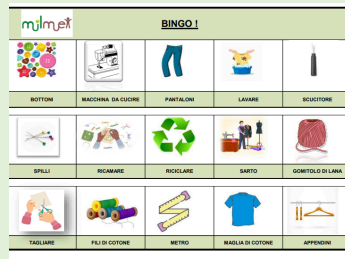 milmet
BINGO !
BOTTONI MACCHINA DA CUCIRE PANTALONI LAVARE SCUCITORE
SPILLI RICAMARE RICICLARE SARTO GOMITOLO DI LANA
TAGLIARE FILI DI COTONE METRO MAGLIA DI COTONE APPENDINI